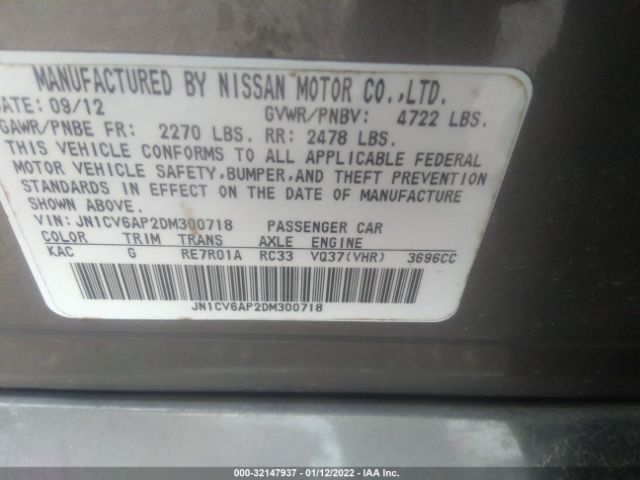 MANUFACTURED BY NISSAN MOTOR CO.,LTD.
DATE: 09/12 GVWR/PNBV: 4722 LBS.
GAWR/PNBE FR: 2270 LBS. RR: 2478 LBS.
THIS VEHICLE CONFORMS TO ALL APPLICABLE FEDERAL
MOTOR VEHICLE SAFETY, BUMPER, AND THEFT PREVENTION
STANDARDS IN EFFECT ON THE DATE OF MANUFACTURE
SHOWN ABOVE.
VIN: JN1CV6AP2DM300718 PASSENGER CAR
COLOR TRIM TRANS AXLE ENGINE
KAC G RE7R01A RC33 VQ37(VHR) 3696CC
JN1CV6AP2DM300718
000-32147937 - 01/12/2022 - IAA Inc.